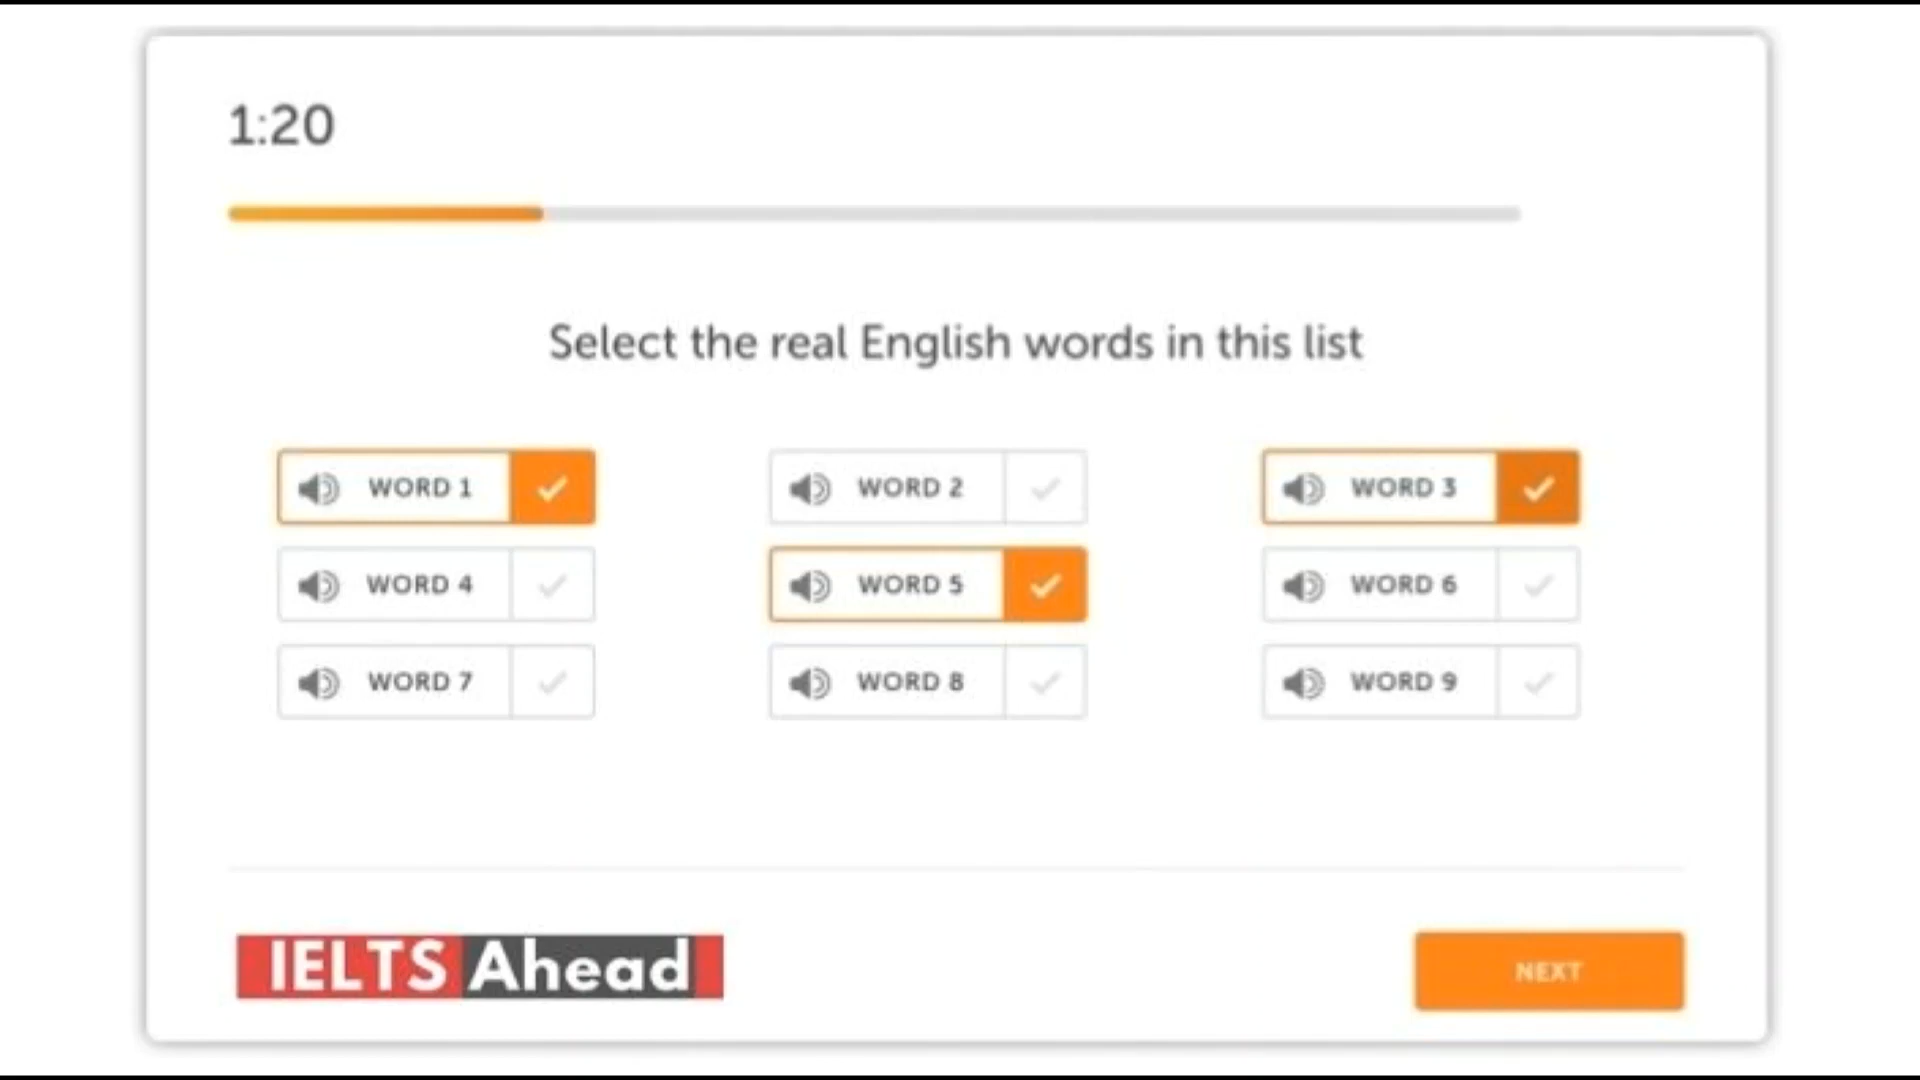 1:20
Select the real English words in this list
WORD 1 WORD 2 WORD 3
WORD 4 WORD 5 WORD 6
WORD 7 WORD 8 WORD 9
IELTS Ahead NEXT